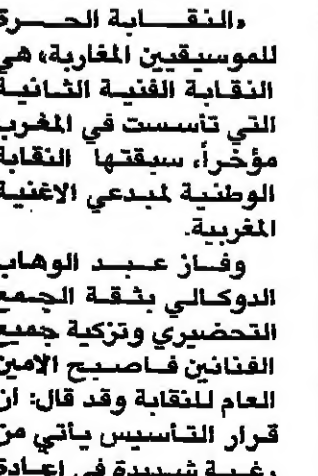 «النقابة الحرة
للموسيقيين المغاربة» هي
النقابة الفنية الثانية
التي تأسست في المغرب
مؤخراً، سبقتها النقابة
الوطنية لمبدعي الاغنية
المغربية.
وفاز عبد الوهاب
الدوكالي بثقة الجمع
التحضيري وتزكية جميع
الفنانين فاصبح الامين
العام للنقابة وقد قال: ان
قرار التأسيس يأتي من
رغبة شديدة في إعادة